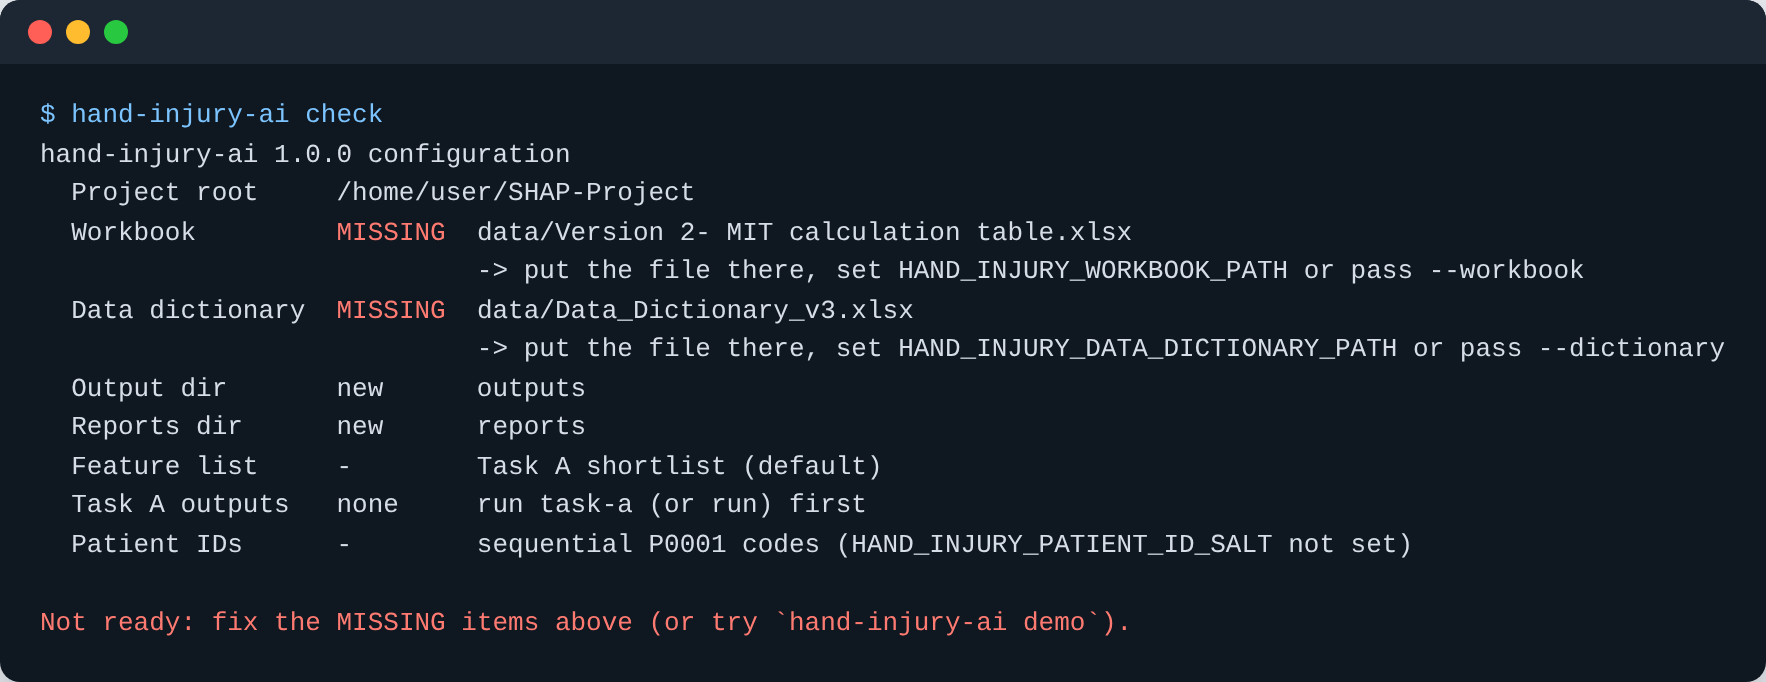 $ hand-injury-ai check
hand-injury-ai 1.0.0 configuration
  Project root     /home/user/SHAP-Project
  Workbook         MISSING  data/Version 2- MIT calculation table.xlsx
                            -> put the file there, set HAND_INJURY_WORKBOOK_PATH or pass --workbook
  Data dictionary  MISSING  data/Data_Dictionary_v3.xlsx
                            -> put the file there, set HAND_INJURY_DATA_DICTIONARY_PATH or pass --dictionary
  Output dir       new      outputs
  Reports dir      new      reports
  Feature list     -        Task A shortlist (default)
  Task A outputs   none     run task-a (or run) first
  Patient IDs      -        sequential P0001 codes (HAND_INJURY_PATIENT_ID_SALT not set)

Not ready: fix the MISSING items above (or try `hand-injury-ai demo`).